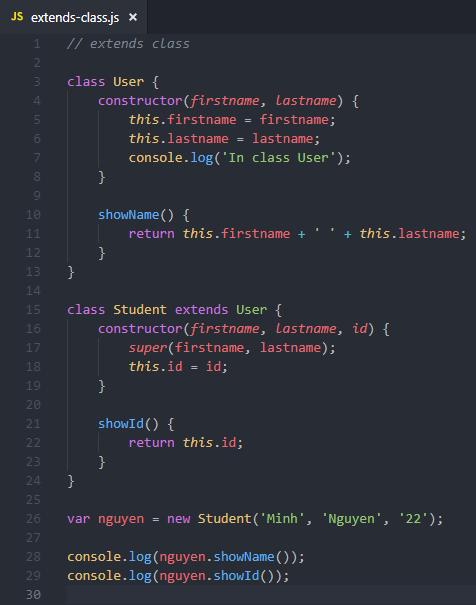 JS extends-class.js ×
1 // extends class
2
3 class User {
4     constructor(firstname, lastname) {
5         this.firstname = firstname;
6         this.lastname = lastname;
7         console.log('In class User');
8     }
9
10     showName() {
11         return this.firstname + ' ' + this.lastname;
12     }
13 }
14
15 class Student extends User {
16     constructor(firstname, lastname, id) {
17         super(firstname, lastname);
18         this.id = id;
19     }
20
21     showId() {
22         return this.id;
23     }
24 }
25
26 var nguyen = new Student('Minh', 'Nguyen', '22');
27
28 console.log(nguyen.showName());
29 console.log(nguyen.showId());
30